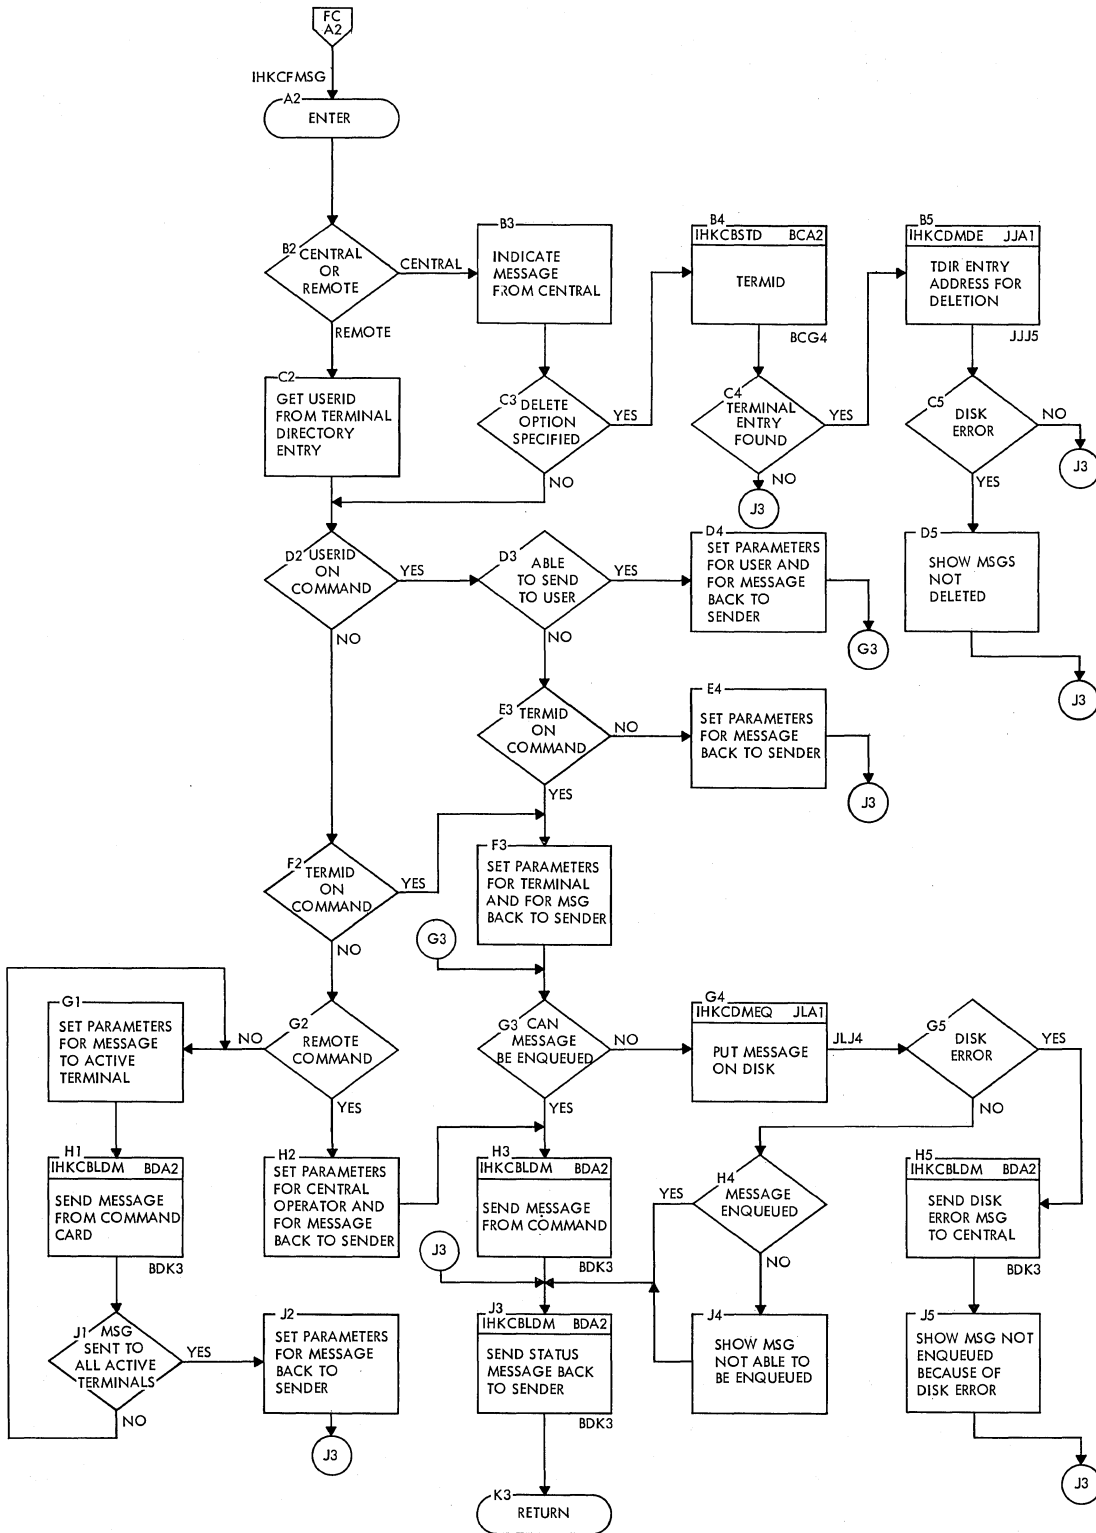 FC
A2
IHKCFMSG
A2
ENTER
B2
CENTRAL
OR
REMOTE
CENTRAL
REMOTE
B3
INDICATE
MESSAGE
FROM CENTRAL
B4
IHKCBSTD BCA2
TERMID
BCG4
B5
IHKCDMDE JJA1
TDIR ENTRY
ADDRESS FOR
DELETION
JJJ5
C2
GET USERID
FROM TERMINAL
DIRECTORY
ENTRY
C3
DELETE
OPTION
SPECIFIED
YES
NO
C4
TERMINAL
ENTRY
FOUND
YES
NO
J3
C5
DISK
ERROR
NO
J3
YES
D2
USERID
ON
COMMAND
YES
NO
D3
ABLE
TO SEND
TO USER
YES
NO
D4
SET PARAMETERS
FOR USER AND
FOR MESSAGE
BACK TO
SENDER
G3
D5
SHOW MSGS
NOT
DELETED
J3
E3
TERMID
ON
COMMAND
NO
YES
E4
SET PARAMETERS
FOR MESSAGE
BACK TO SENDER
J3
F2
TERMID
ON
COMMAND
YES
NO
F3
SET PARAMETERS
FOR TERMINAL
AND FOR MSG
BACK TO SENDER
G3
G1
SET PARAMETERS
FOR MESSAGE
TO ACTIVE
TERMINAL
G2
REMOTE
COMMAND
NO
YES
G3
CAN
MESSAGE
BE ENQUEUED
NO
YES
G4
IHKCDMEQ JLA1
PUT MESSAGE
ON DISK
JLJ4
G5
DISK
ERROR
YES
NO
H1
IHKCBLDM BDA2
SEND MESSAGE
FROM COMMAND
CARD
BDK3
H2
SET PARAMETERS
FOR CENTRAL
OPERATOR AND
FOR MESSAGE
BACK TO SENDER
H3
IHKCBLDM BDA2
SEND MESSAGE
FROM COMMAND
BDK3
H4
MESSAGE
ENQUEUED
YES
NO
H5
IHKCBLDM BDA2
SEND DISK
ERROR MSG
TO CENTRAL
BDK3
J3
J1
MSG
SENT TO
ALL ACTIVE
TERMINALS
YES
NO
J2
SET PARAMETERS
FOR MESSAGE
BACK TO
SENDER
J3
J3
IHKCBLDM BDA2
SEND STATUS
MESSAGE BACK
TO SENDER
BDK3
J4
SHOW MSG
NOT ABLE TO
BE ENQUEUED
J5
SHOW MSG NOT
ENQUEUED
BECAUSE OF
DISK ERROR
J3
K3
RETURN